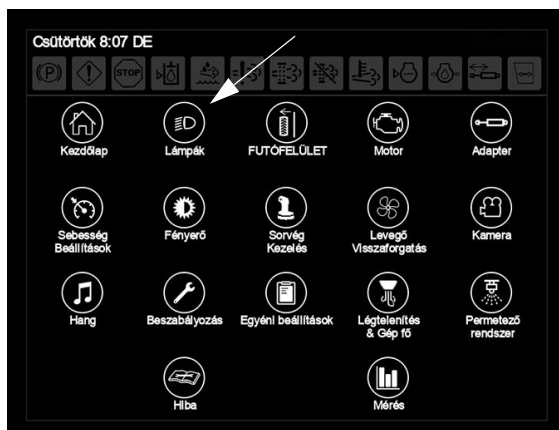 Csütörtök 8:07 DE
(P) STOP
Kezdőlap Lámpák FUTÓFELÜLET Motor Adapter
Sebesség Fényerő Sorvég Levegő Kamera
Beállítások Kezelés Visszaforgatás
Hang Beszabályozás Egyéni beállítások Légtelenítés Permetező
& Gép fő rendszer
Hiba Mérés